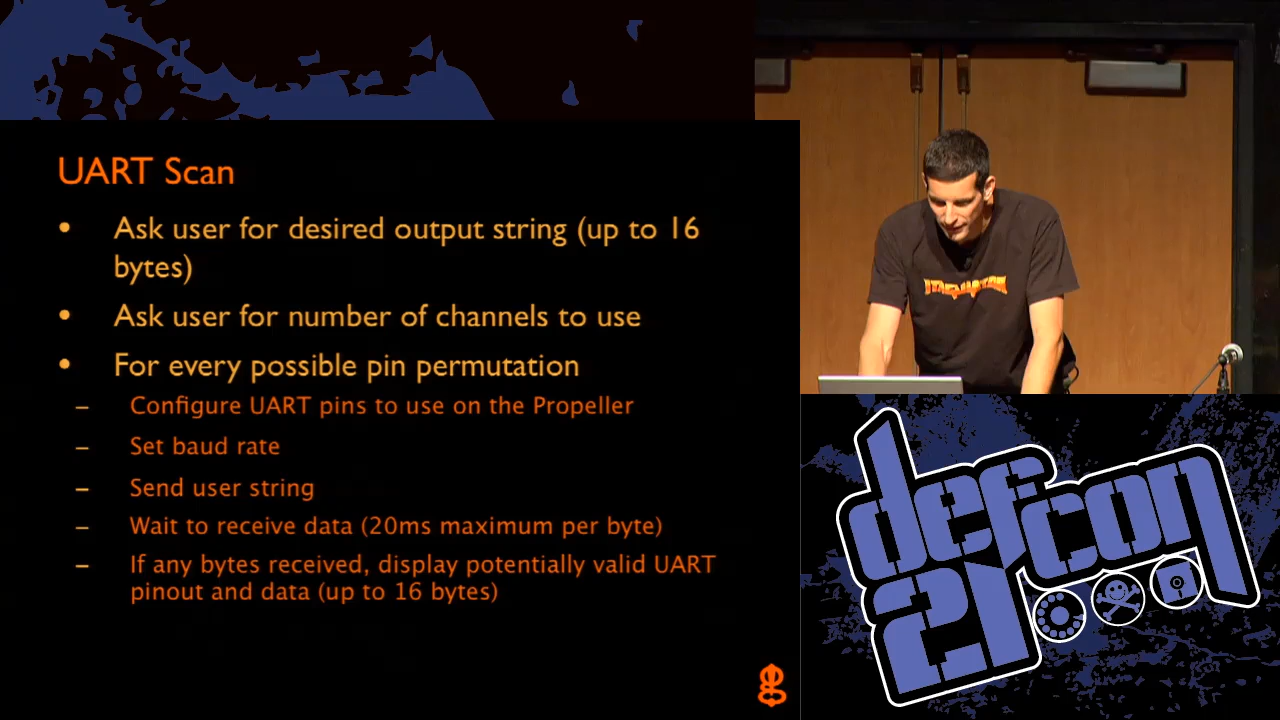 UART Scan
• Ask user for desired output string (up to 16
bytes)
• Ask user for number of channels to use
• For every possible pin permutation
– Configure UART pins to use on the Propeller
– Set baud rate
– Send user string
– Wait to receive data (20ms maximum per byte)
– If any bytes received, display potentially valid UART
pinout and data (up to 16 bytes)
defcon
21